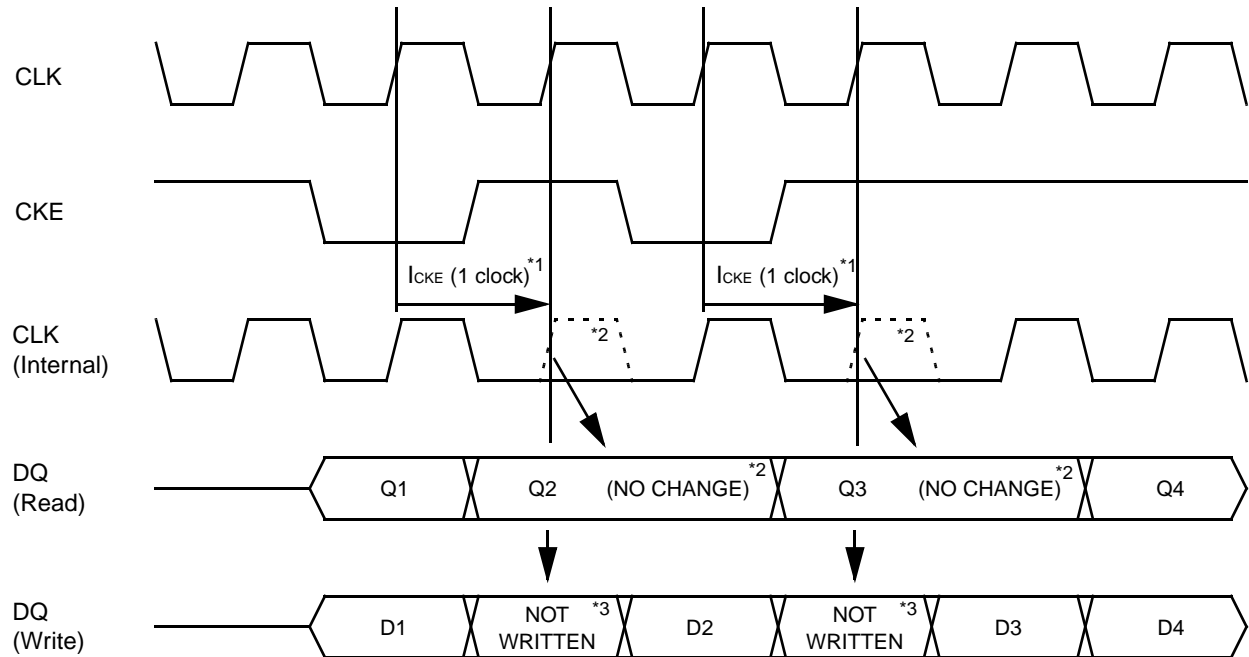 CLK
CKE
ICKE (1 clock)*1
ICKE (1 clock)*1
CLK
(Internal)
*2
*2
DQ
(Read)
Q1
Q2
(NO CHANGE)*2
Q3
(NO CHANGE)*2
Q4
DQ
(Write)
D1
NOT *3
WRITTEN
D2
NOT *3
WRITTEN
D3
D4